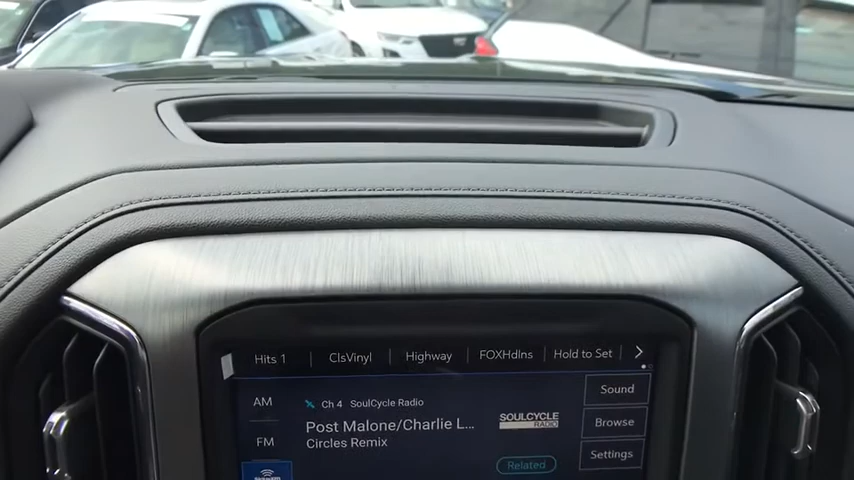 Hits 1 ClsVinyl Highway FOXHdlns Hold to Set
AM
FM
Ch 4 SoulCycle Radio
Post Malone/Charlie L...
Circles Remix
SOULCYCLE
RADIO
Related
Sound
Browse
Settings